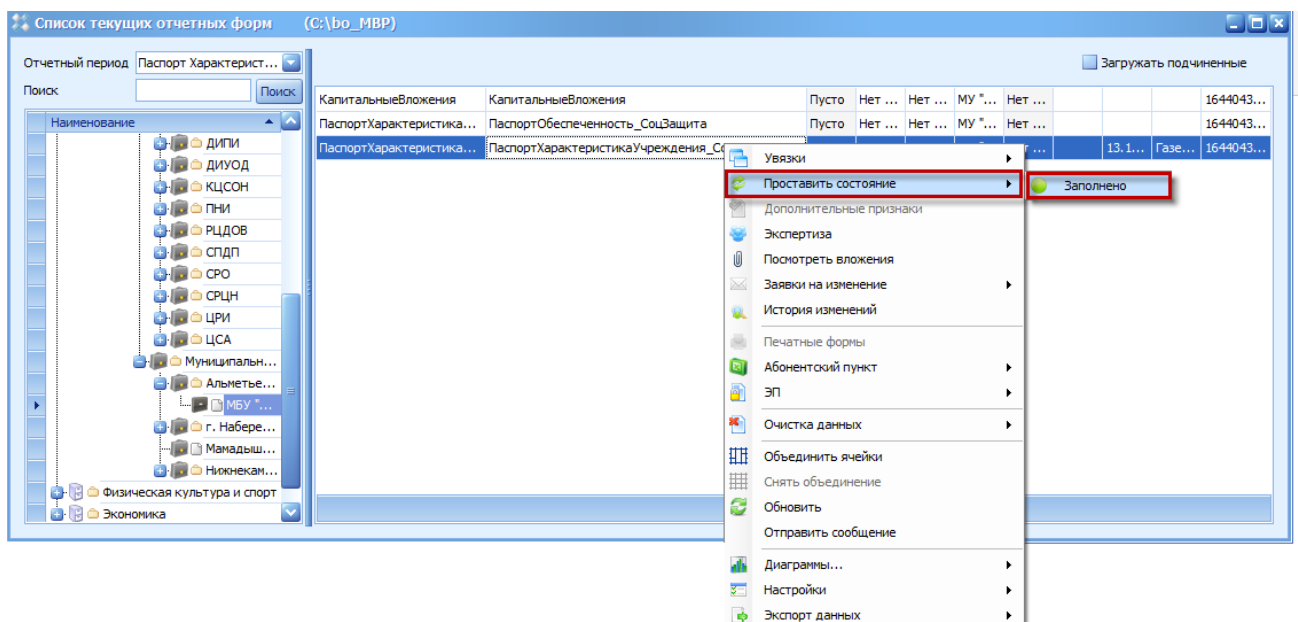 Список текущих отчетных форм (C:\bo_MBP)
Отчетный период Паспорт Характерист... Загружать подчиненные
Поиск Поиск
Наименование
ДИПИ
ДИУОД
КЦСОН
ПНИ
РЦДОВ
СПДП
СРО
СРЦН
ЦРИ
ЦСА
Муниципальн...
Альметье...
МБУ "...
г. Набере...
Мамадыш...
Нижнекам...
Физическая культура и спорт
Экономика
КапитальныеВложения КапитальныеВложения Пусто Нет ... Нет ... МУ "... Нет ... 1644043...
ПаспортХарактеристика... ПаспортОбеспеченность_СоцЗащита Пусто Нет ... Нет ... МУ "... Нет ... 1644043...
ПаспортХарактеристика... ПаспортХарактеристикаУчреждения_Со 13.1... Газе... 1644043...
Увязки
Проставить состояние Заполнено
Дополнительные признаки
Экспертиза
Посмотреть вложения
Заявки на изменение
История изменений
Печатные формы
Абонентский пункт
ЭП
Очистка данных
Объединить ячейки
Снять объединение
Обновить
Отправить сообщение
Диаграммы...
Настройки
Экспорт данных